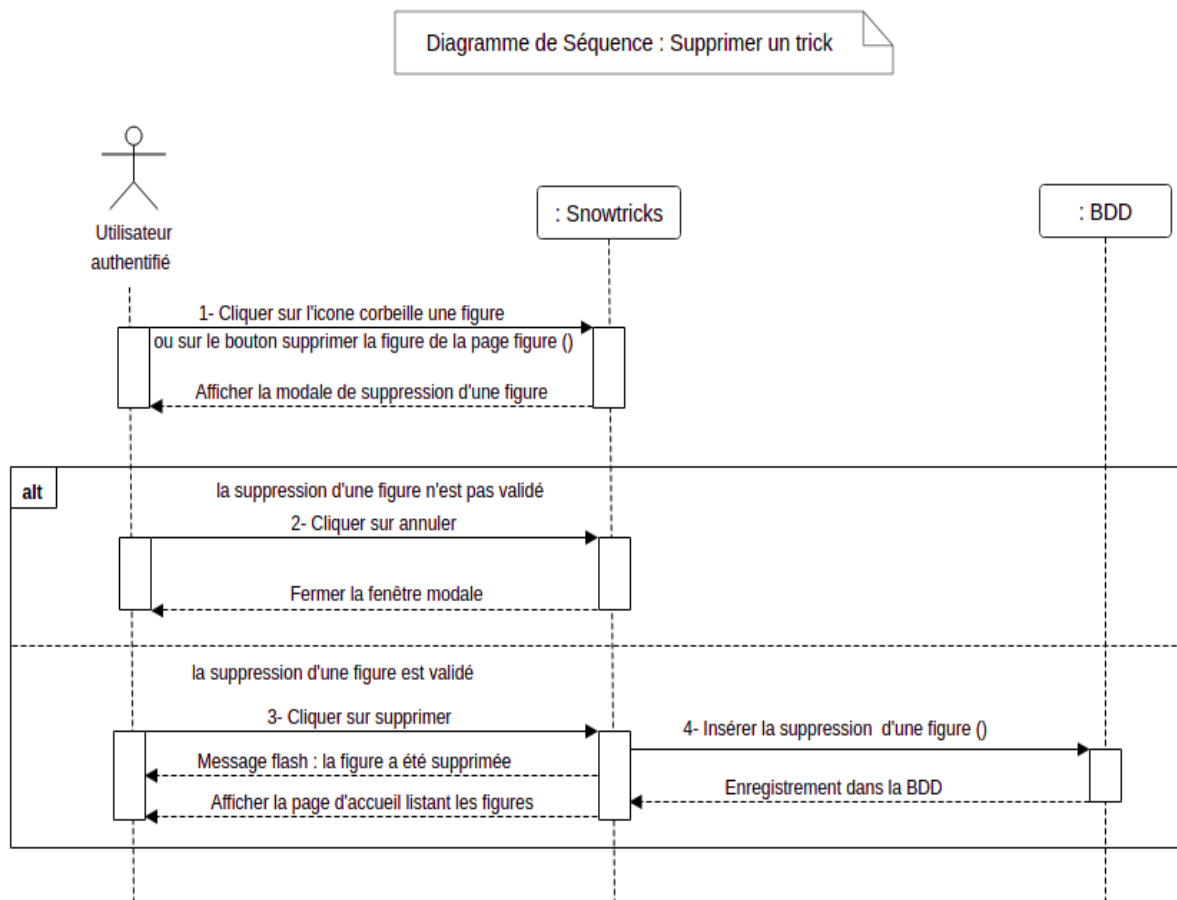 Diagramme de Séquence : Supprimer un trick
Utilisateur
authentifié
: Snowtricks
: BDD
1- Cliquer sur l'icone corbeille une figure
ou sur le bouton supprimer la figure de la page figure ()
Afficher la modale de suppression d'une figure
alt
la suppression d'une figure n'est pas validé
2- Cliquer sur annuler
Fermer la fenêtre modale
la suppression d'une figure est validé
3- Cliquer sur supprimer
4- Insérer la suppression d'une figure ()
Message flash : la figure a été supprimée
Enregistrement dans la BDD
Afficher la page d'accueil listant les figures